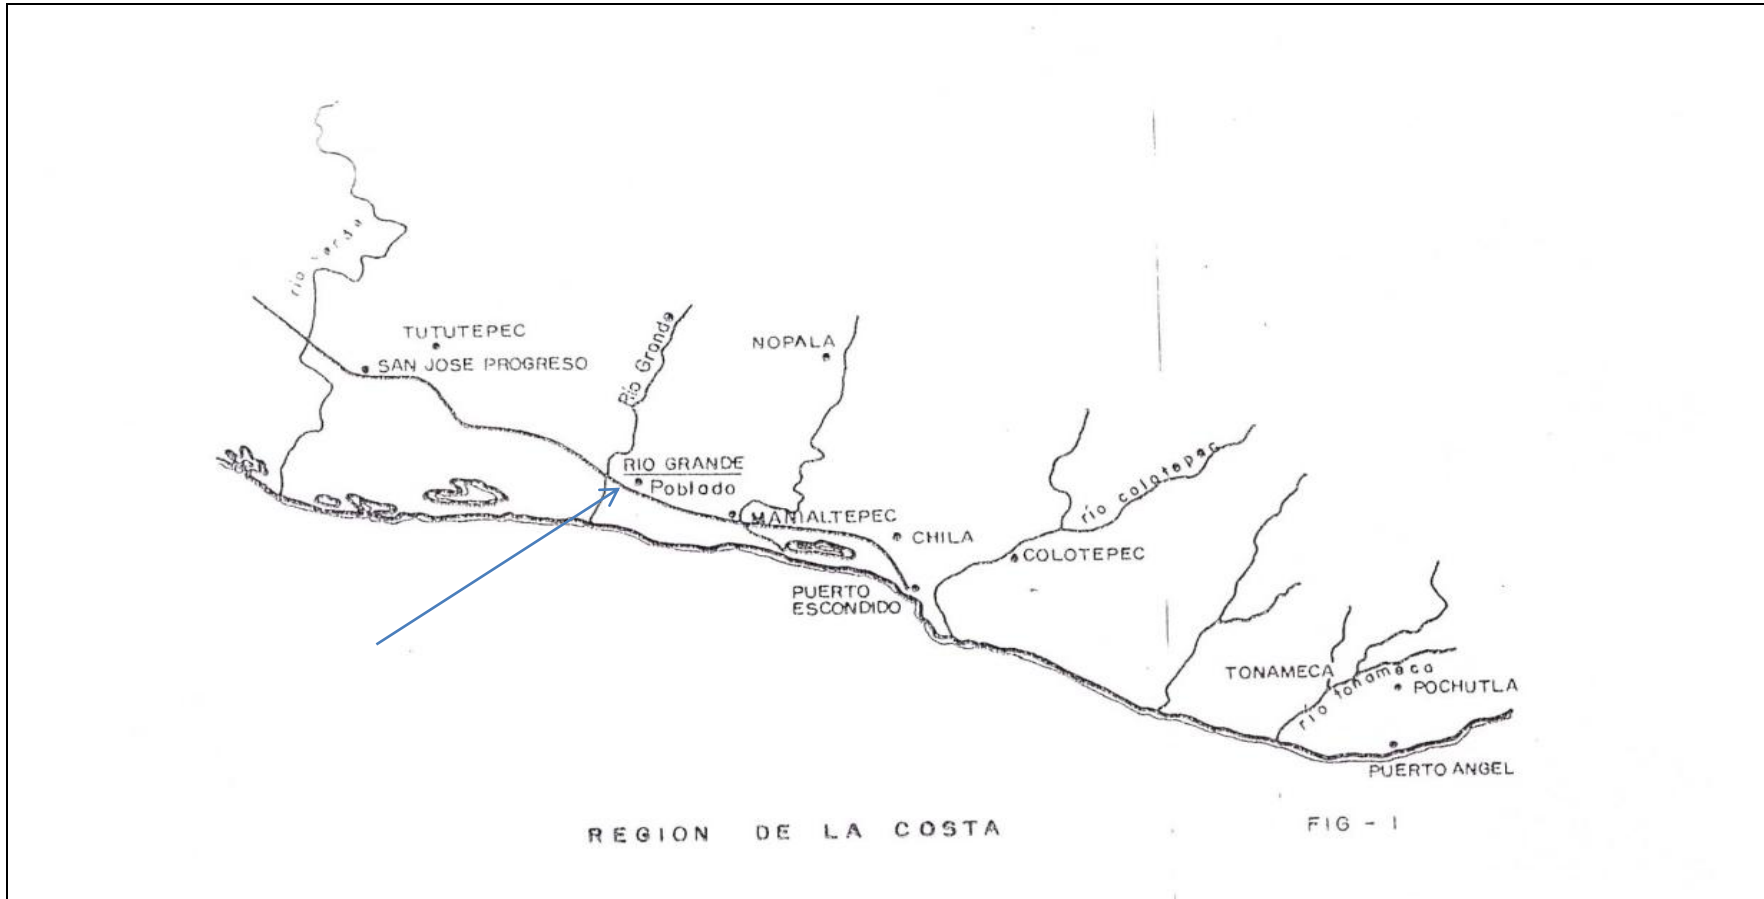 río verde
TUTUTEPEC
SAN JOSE PROGRESO
Río Grande
NOPALA
RIO GRANDE
Poblado
MANIALTEPEC
CHILA
río colotepec
COLOTEPEC
PUERTO
ESCONDIDO
TONAMECA
río tonameca
POCHUTLA
PUERTO ANGEL
REGION DE LA COSTA
FIG - 1